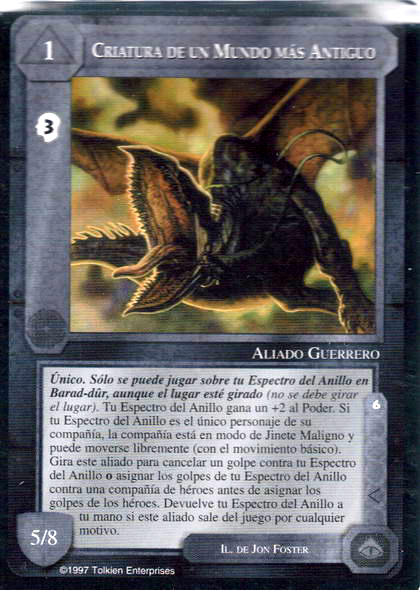 1
CRIATURA DE UN MUNDO MÁS ANTIGUO
3
ALIADO GUERRERO
Único. Sólo se puede jugar sobre tu Espectro del Anillo en
Barad-dûr, aunque el lugar esté girado (no se debe girar
el lugar). Tu Espectro del Anillo gana un +2 al Poder. Si
tu Espectro del Anillo es el único personaje de su
compañía, la compañía está en modo de Jinete Maligno y
puede moverse libremente (con el movimiento básico).
Gira este aliado para cancelar un golpe contra tu Espectro
del Anillo o asignar los golpes de tu Espectro del Anillo
contra una compañía de héroes antes de asignar los
golpes de los héroes. Devuelve tu Espectro del Anillo a
tu mano si este aliado sale del juego por cualquier
motivo.
6
5/8
IL. DE JON FOSTER
©1997 Tolkien Enterprises